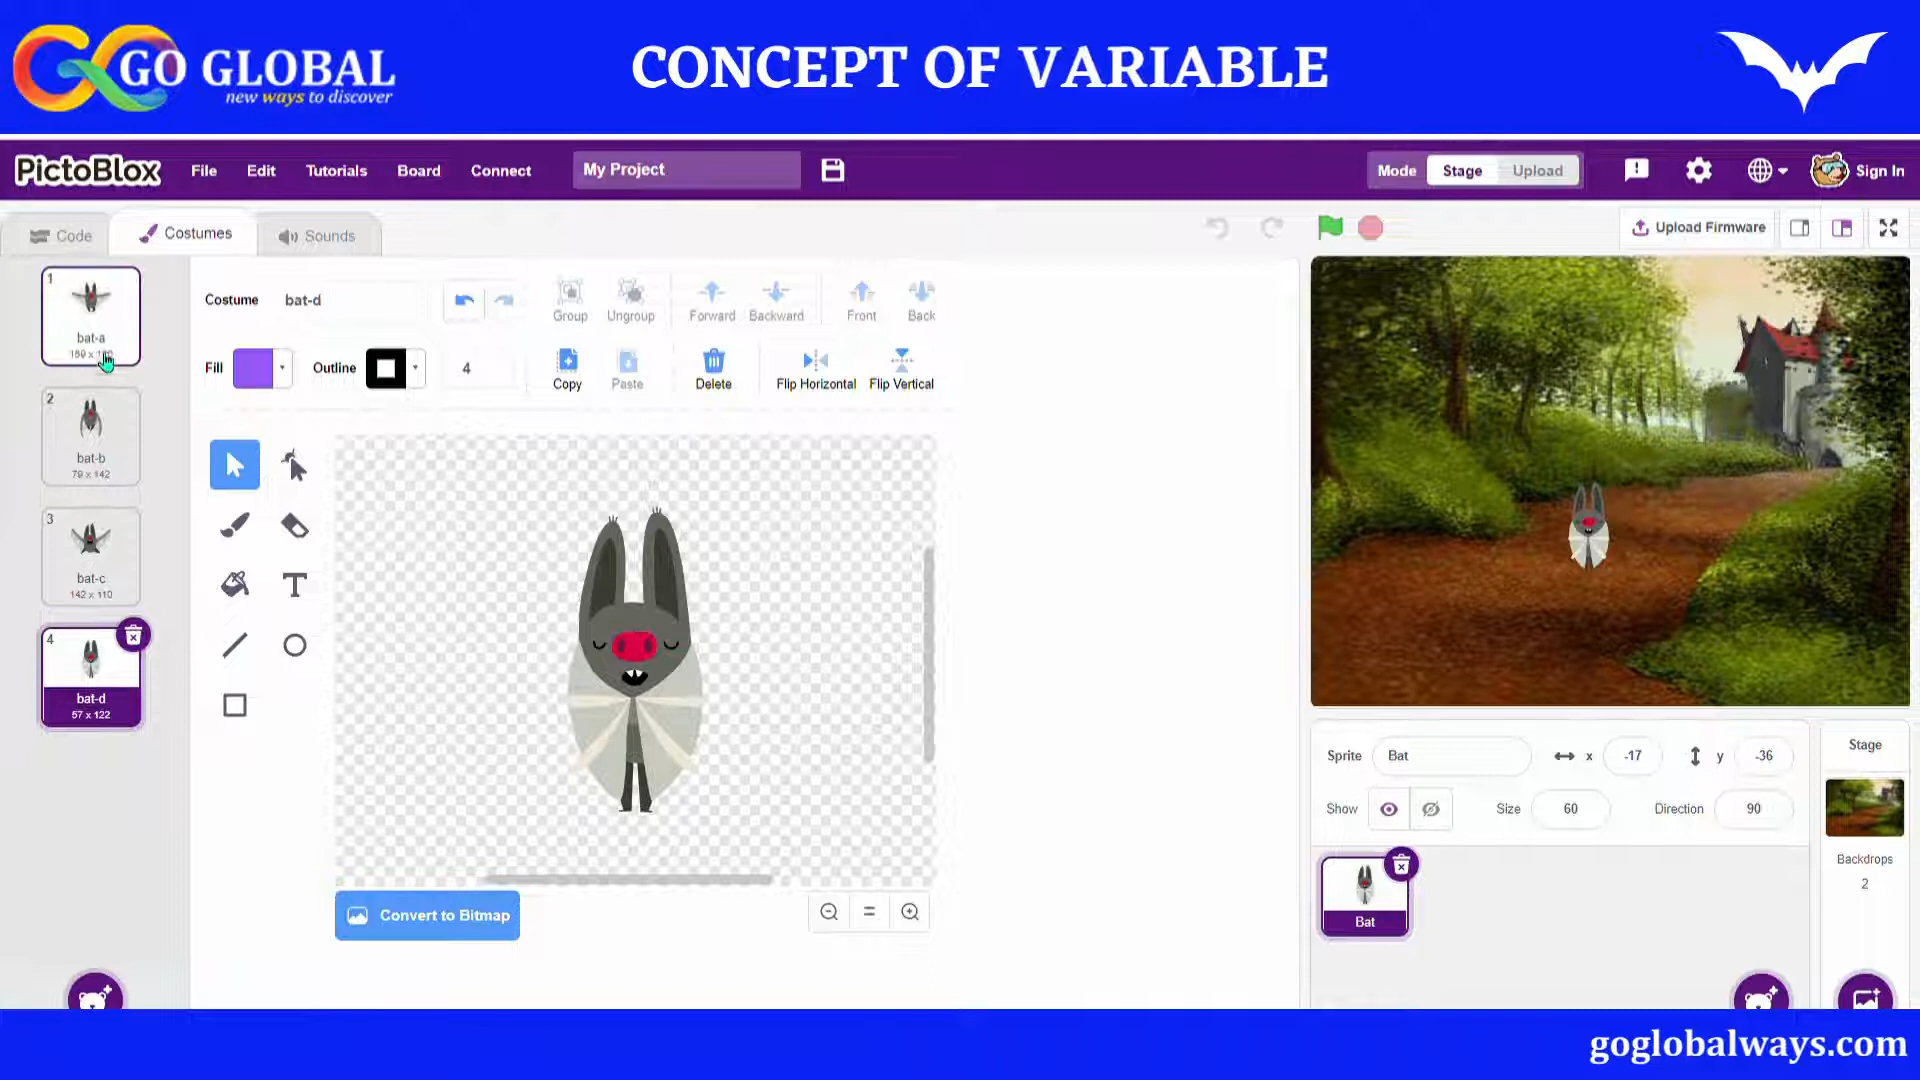 GO GLOBAL
new ways to discover
CONCEPT OF VARIABLE
PictoBlox
File
Edit
Tutorials
Board
Connect
My Project
Mode
Stage
Upload
Sign In
Code
Costumes
Sounds
Upload Firmware
1
bat-a
2
bat-b
79 x 142
3
bat-c
142 x 110
4
bat-d
57 x 122
Costume
bat-d
Group
Ungroup
Forward
Backward
Front
Back
Fill
Outline
4
Copy
Paste
Delete
Flip Horizontal
Flip Vertical
T
Convert to Bitmap
Sprite
Bat
x
-17
y
-36
Show
Size
60
Direction
90
Bat
Stage
Backdrops
2
goglobalways.com